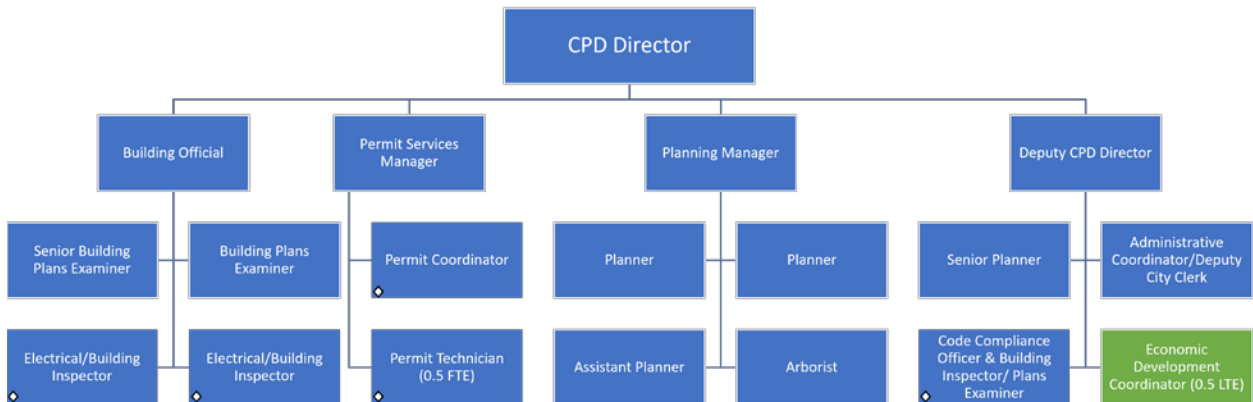 CPD Director
Building Official
Permit Services
Manager
Planning Manager
Deputy CPD Director
Senior Building
Plans Examiner
Building Plans
Examiner
Permit Coordinator
Planner
Planner
Senior Planner
Administrative
Coordinator/Deputy
City Clerk
Electrical/Building
Inspector
Electrical/Building
Inspector
Permit Technician
(0.5 FTE)
Assistant Planner
Arborist
Code Compliance
Officer & Building
Inspector/ Plans
Examiner
Economic
Development
Coordinator (0.5 LTE)